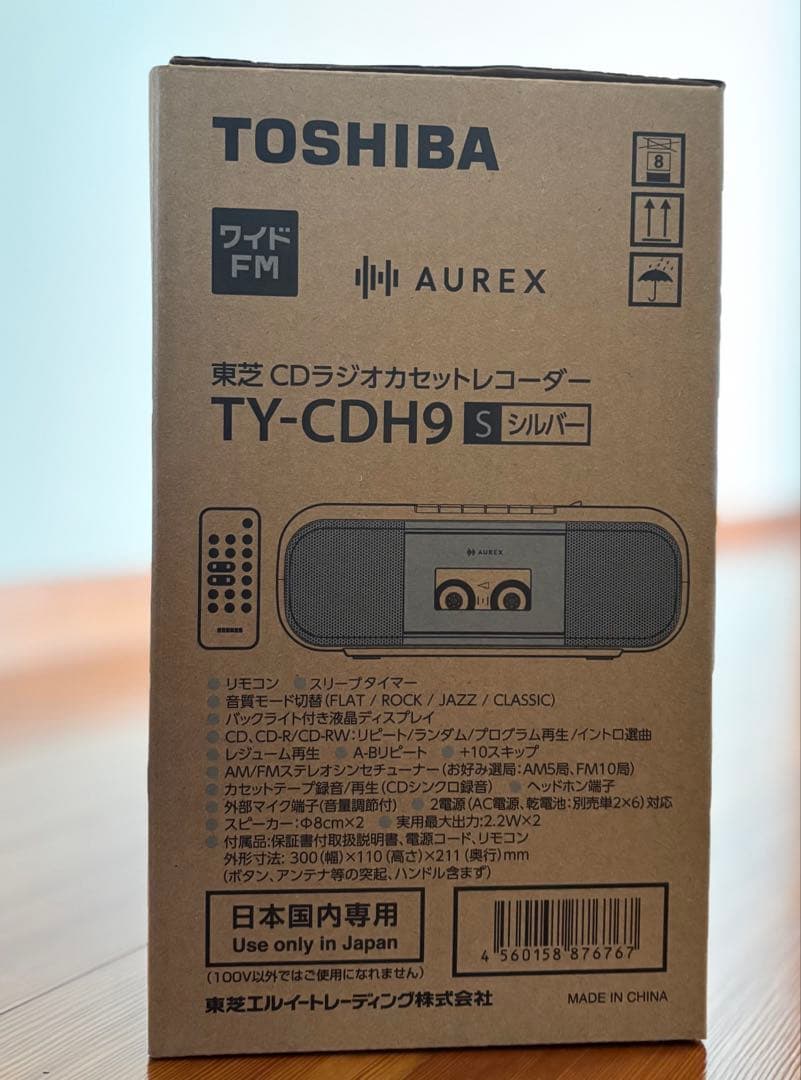 TOSHIBA
8
ワイド
FM
AUREX
東芝 CDラジオカセットレコーダー
TY-CDH9 S シルバー
AUREX
リモコン スリープタイマー
音質モード切替(FLAT / ROCK / JAZZ / CLASSIC)
バックライト付き液晶ディスプレイ
CD、CD-R/CD-RW:リピート/ランダム/プログラム再生/イントロ選曲
レジューム再生 A-Bリピート +10スキップ
AM/FMステレオシンセチューナー(お好み選局:AM5局、FM10局)
カセットテープ録音/再生(CDシンクロ録音) ヘッドホン端子
外部マイク端子(音量調節付) 2電源(AC電源、乾電池:別売単2×6)対応
スピーカー:Φ8cm×2 実用最大出力:2.2W×2
付属品:保証書付取扱説明書、電源コード、リモコン
外形寸法: 300(幅)×110(高さ)×211(奥行)mm
(ボタン、アンテナ等の突起、ハンドル含まず)
日本国内専用
Use only in Japan
4 560158 876767
(100V以外ではご使用になれません)
東芝エルイートレーディング株式会社
MADE IN CHINA